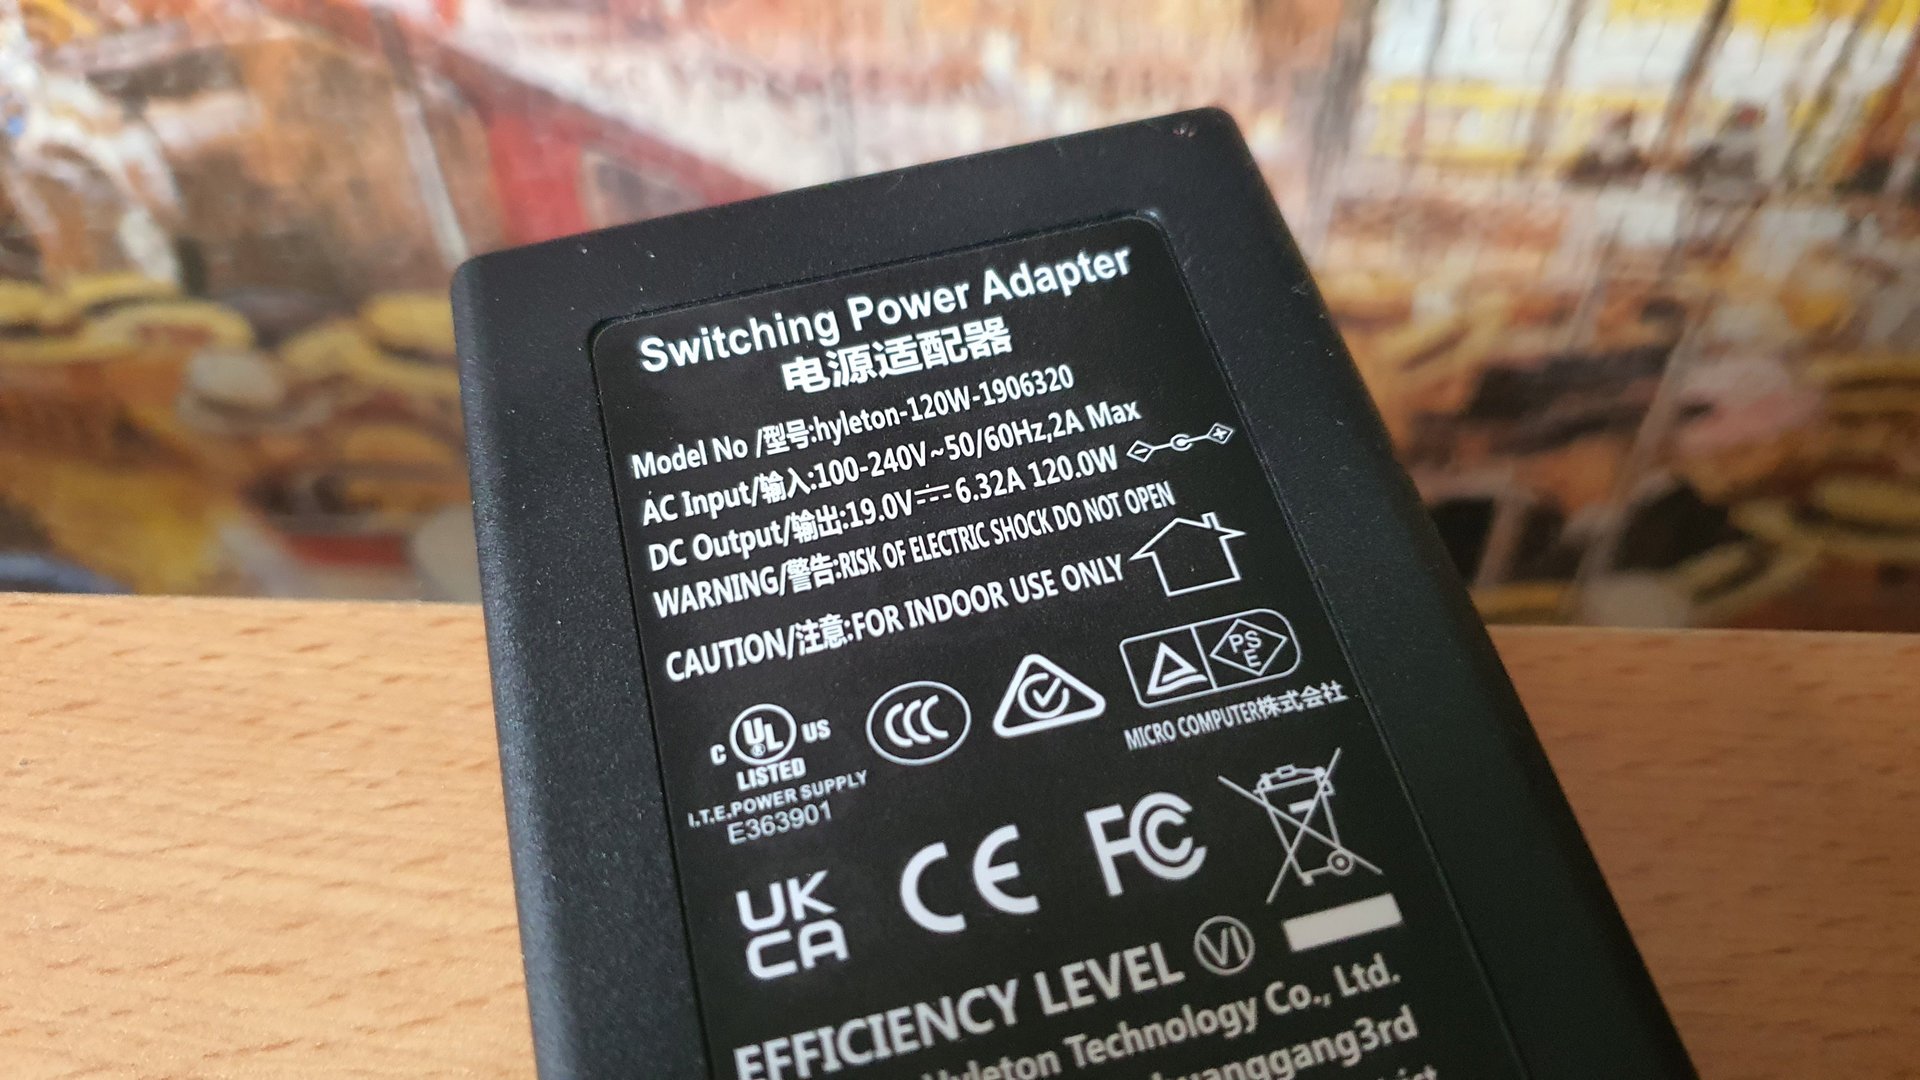 Switching Power Adapter
电源适配器
Model No /型号:hyleton-120W-1906320
AC Input/输入:100-240V~50/60Hz,2A Max
DC Output/输出:19.0V⎓6.32A 120.0W
WARNING/警告:RISK OF ELECTRIC SHOCK DO NOT OPEN
CAUTION/注意:FOR INDOOR USE ONLY
C UL ® US
LISTED
I.T.E.POWER SUPPLY
E363901
CCC
PSE
MICRO COMPUTER株式会社
UK
CA
CE
FC
EFFICIENCY LEVEL VI
Hyleton Technology Co., Ltd.